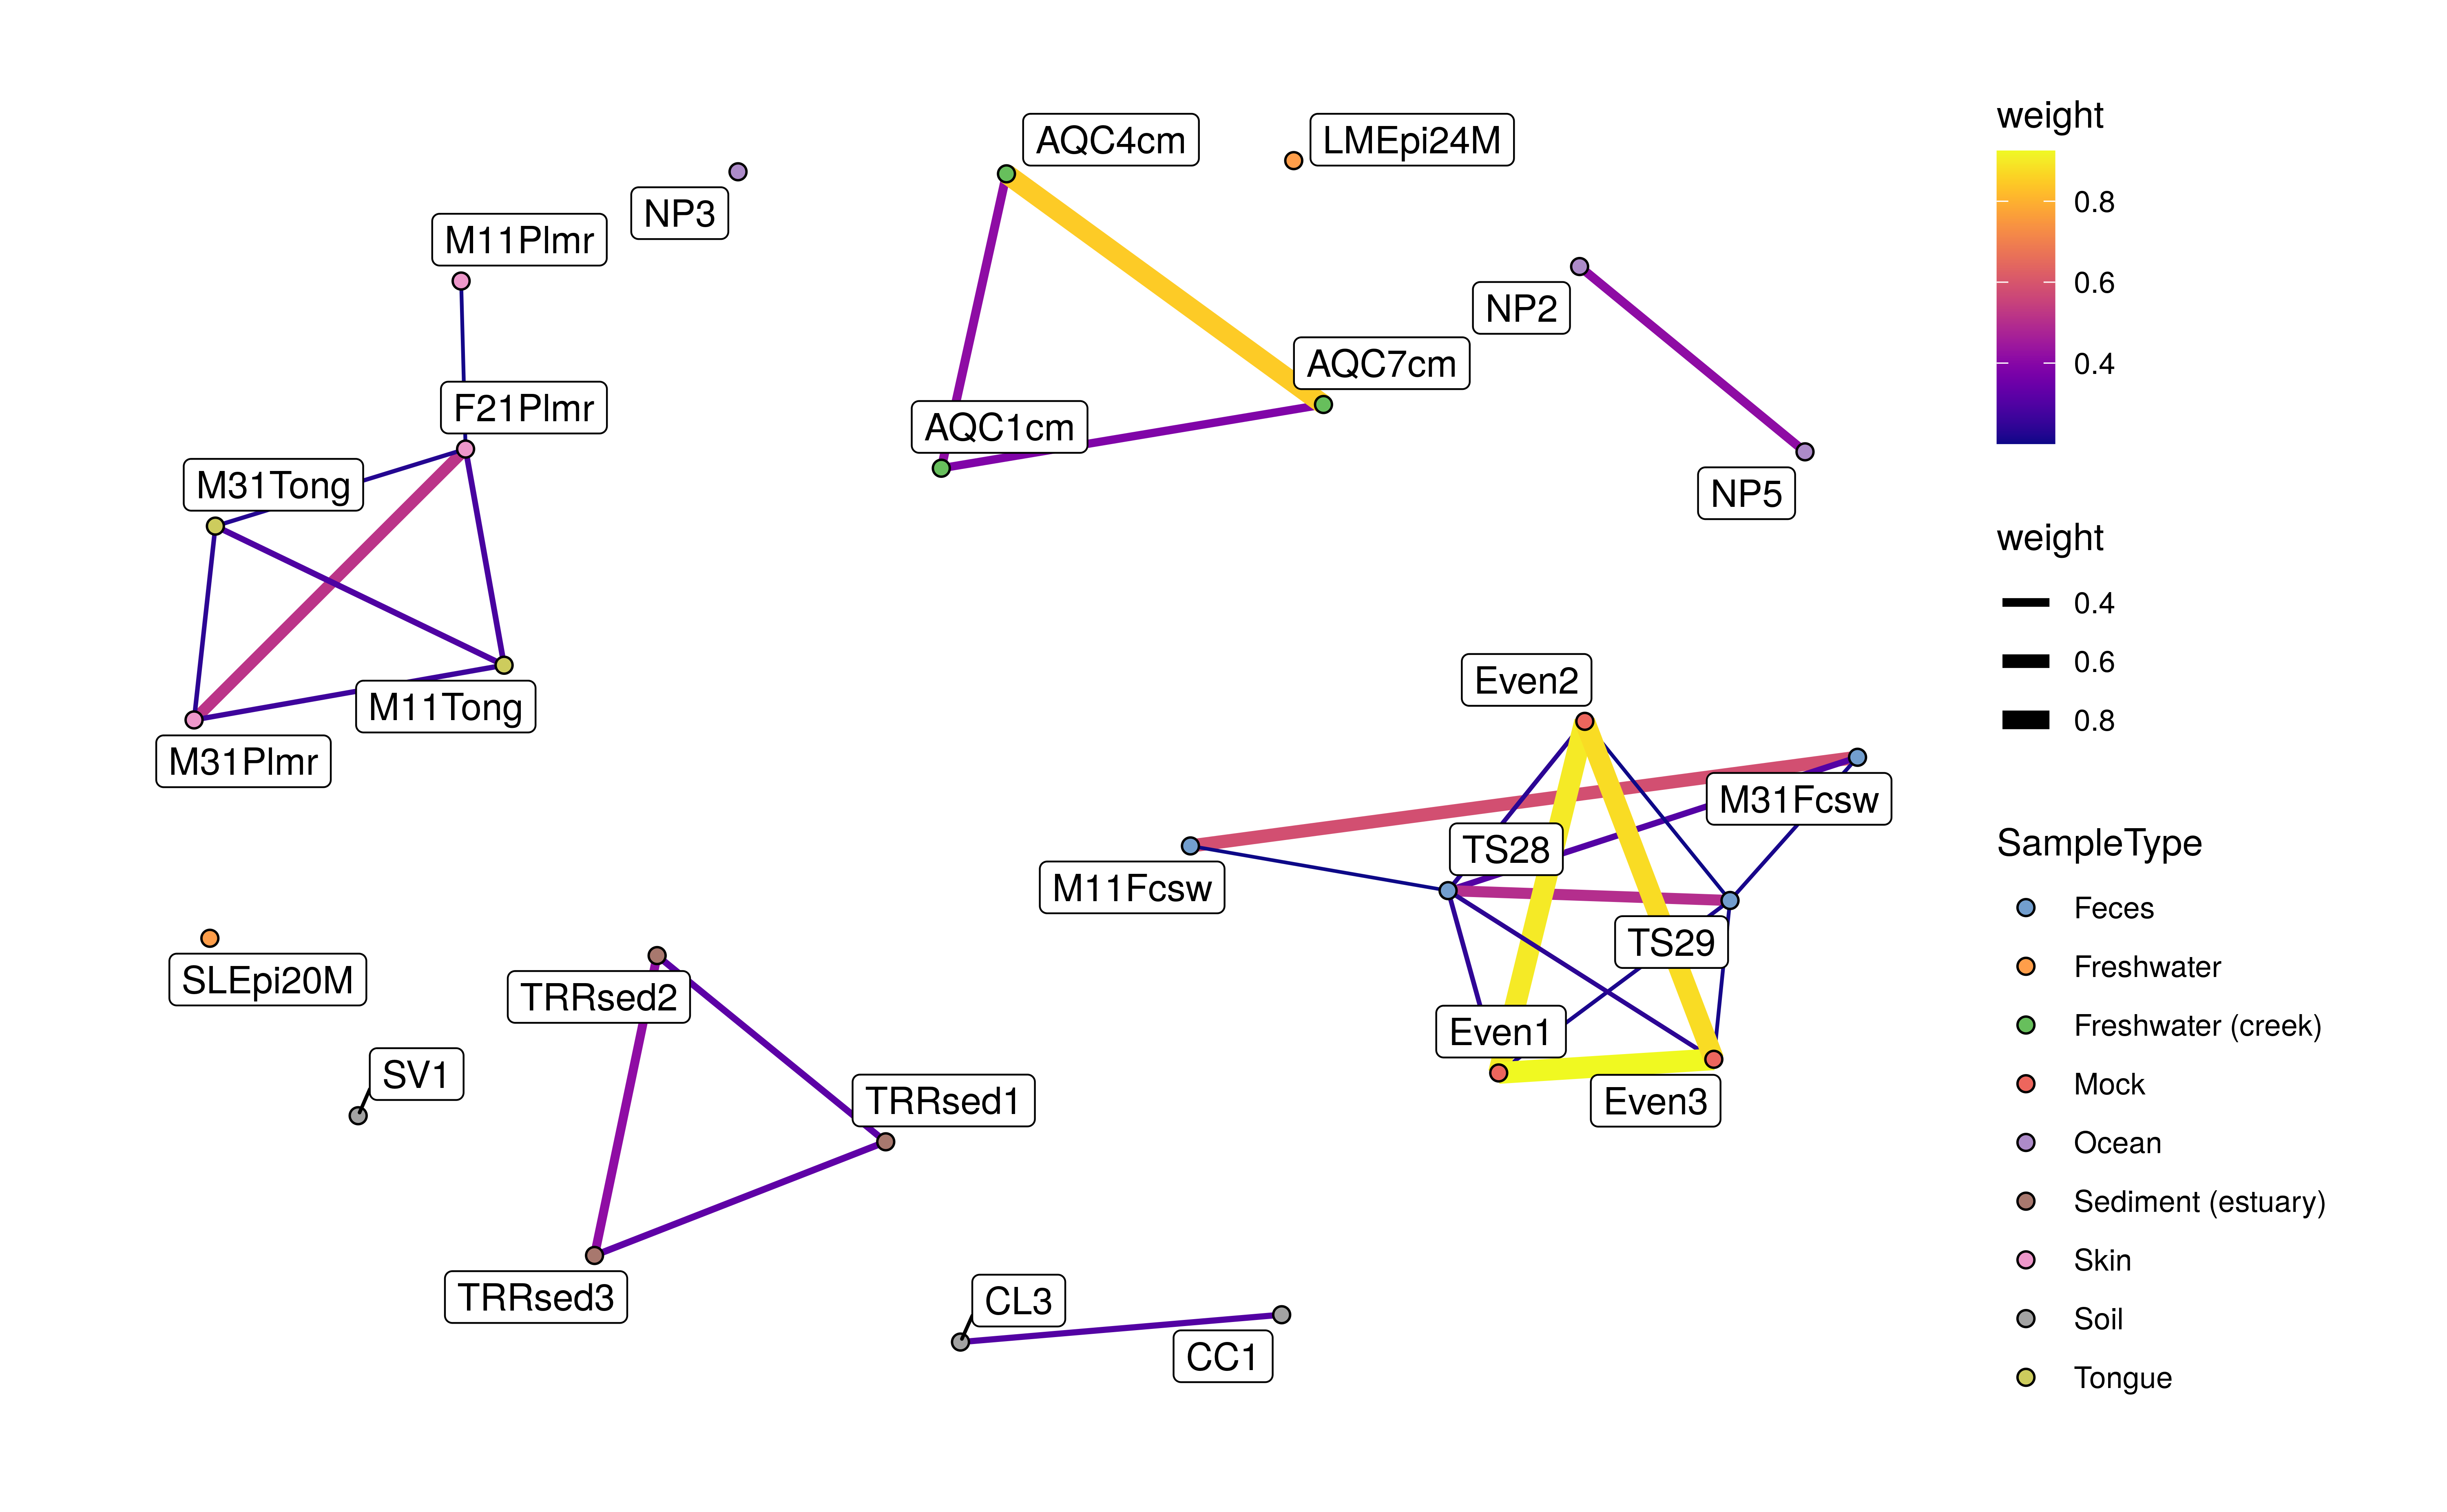 AQC4cm
LMEpi24M
NP3
M11Plmr
NP2
AQC7cm
F21Plmr
AQC1cm
M31Tong
NP5
M11Tong
M31Plmr
Even2
M31Fcsw
TS28
M11Fcsw
TS29
SLEpi20M
TRRsed2
Even1
SV1
TRRsed1
Even3
TRRsed3
CL3
CC1
weight
0.8
0.6
0.4
weight
0.4
0.6
0.8
SampleType
Feces
Freshwater
Freshwater (creek)
Mock
Ocean
Sediment (estuary)
Skin
Soil
Tongue